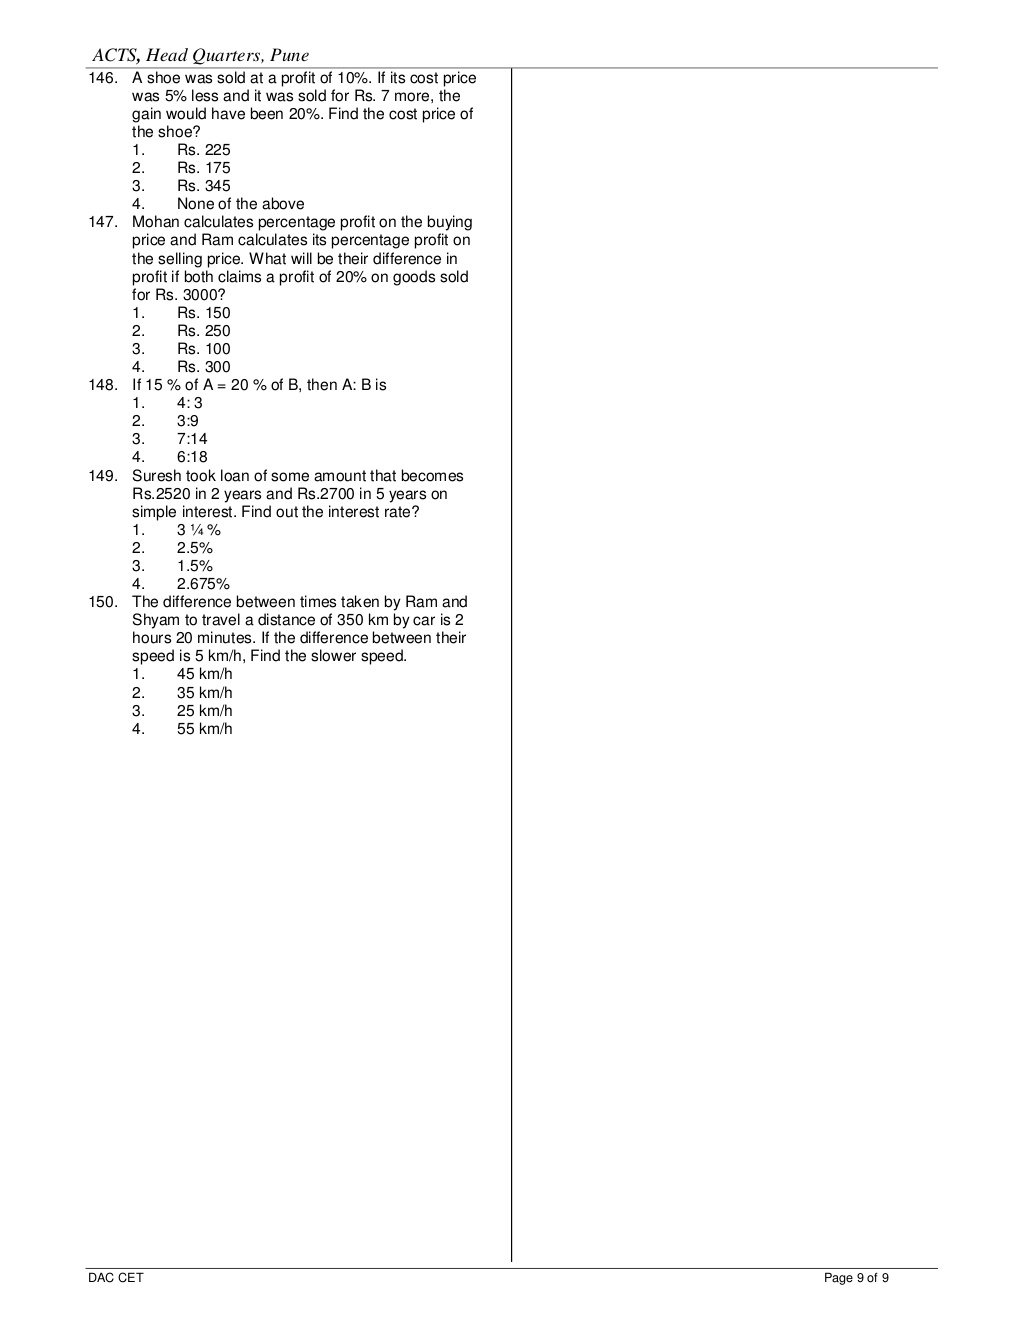 ACTS, Head Quarters, Pune
146. A shoe was sold at a profit of 10%. If its cost price
was 5% less and it was sold for Rs. 7 more, the
gain would have been 20%. Find the cost price of
the shoe?
1. Rs. 225
2. Rs. 175
3. Rs. 345
4. None of the above
147. Mohan calculates percentage profit on the buying
price and Ram calculates its percentage profit on
the selling price. What will be their difference in
profit if both claims a profit of 20% on goods sold
for Rs. 3000?
1. Rs. 150
2. Rs. 250
3. Rs. 100
4. Rs. 300
148. If 15 % of A = 20 % of B, then A: B is
1. 4: 3
2. 3:9
3. 7:14
4. 6:18
149. Suresh took loan of some amount that becomes
Rs.2520 in 2 years and Rs.2700 in 5 years on
simple interest. Find out the interest rate?
1. 3 ¼ %
2. 2.5%
3. 1.5%
4. 2.675%
150. The difference between times taken by Ram and
Shyam to travel a distance of 350 km by car is 2
hours 20 minutes. If the difference between their
speed is 5 km/h, Find the slower speed.
1. 45 km/h
2. 35 km/h
3. 25 km/h
4. 55 km/h
DAC CET Page 9 of 9